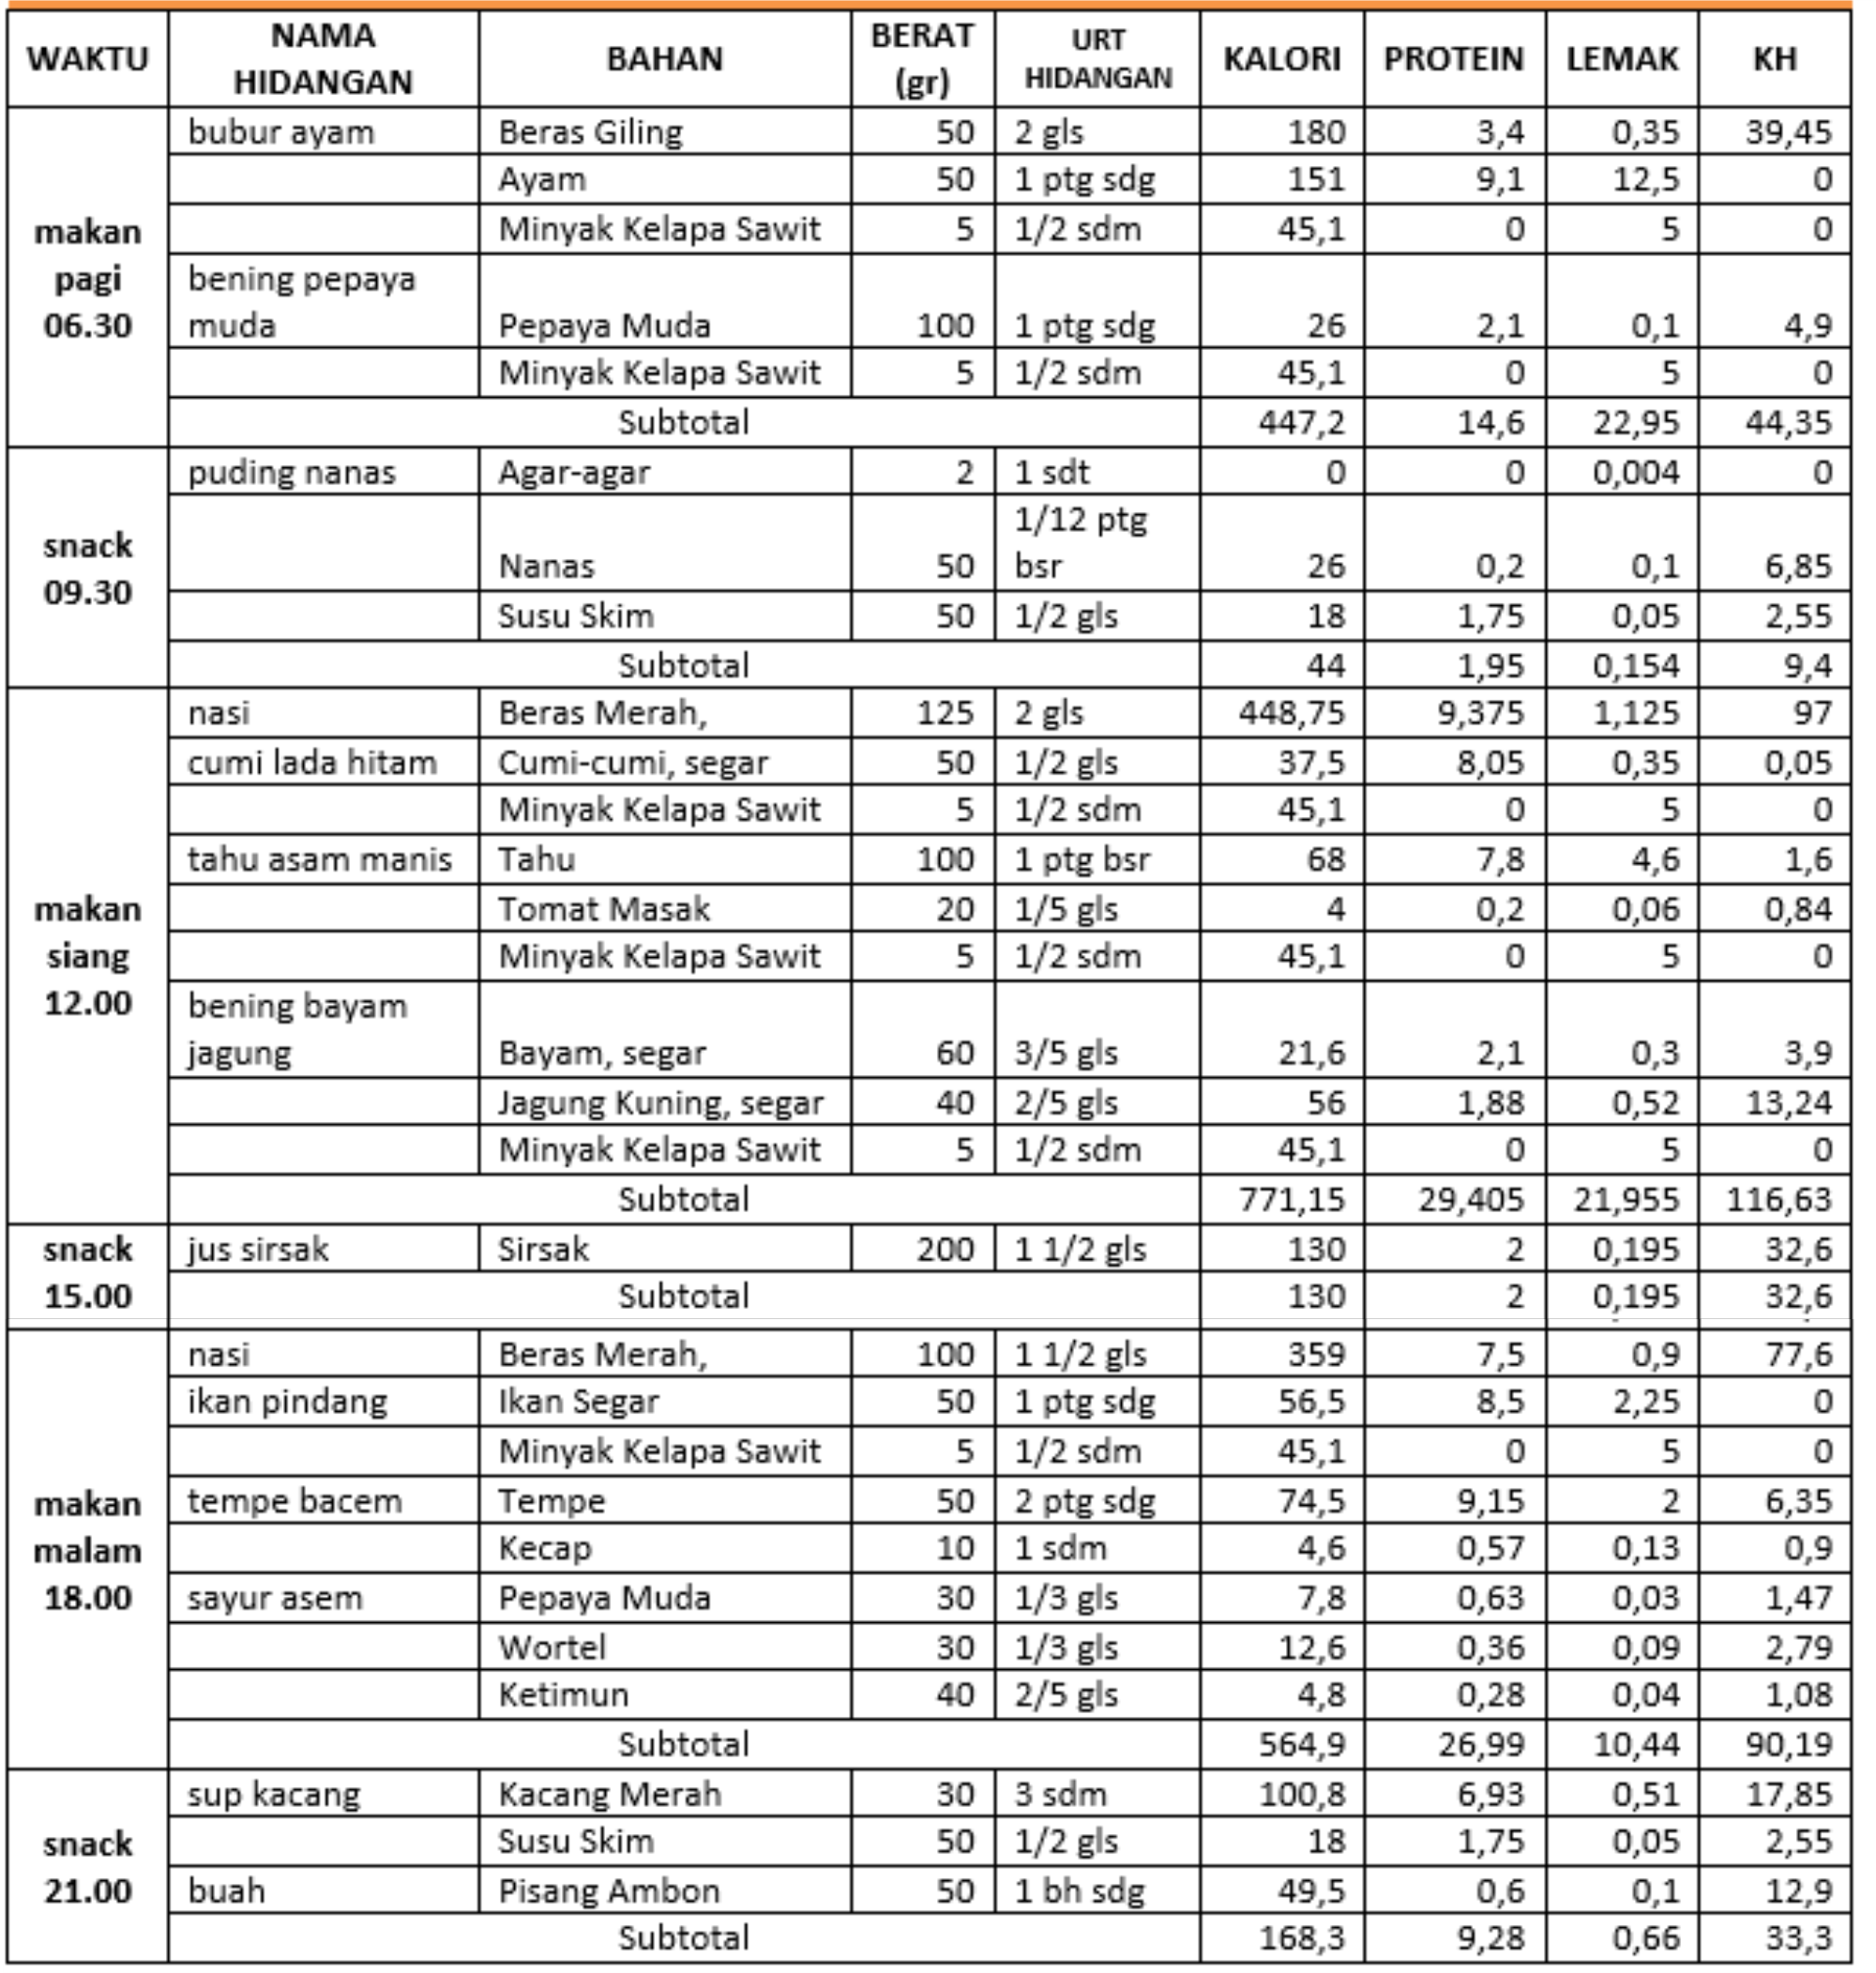 WAKTU NAMA HIDANGAN BAHAN BERAT (gr) URT HIDANGAN KALORI PROTEIN LEMAK KH
makan pagi 06.30
bubur ayam Beras Giling 50 2 gls 180 3,4 0,35 39,45
Ayam 50 1 ptg sdg 151 9,1 12,5 0
Minyak Kelapa Sawit 5 1/2 sdm 45,1 0 5 0
bening pepaya muda Pepaya Muda 100 1 ptg sdg 26 2,1 0,1 4,9
Minyak Kelapa Sawit 5 1/2 sdm 45,1 0 5 0
Subtotal 447,2 14,6 22,95 44,35
snack 09.30
puding nanas Agar-agar 2 1 sdt 0 0 0,004 0
Nanas 50 1/12 ptg bsr 26 0,2 0,1 6,85
Susu Skim 50 1/2 gls 18 1,75 0,05 2,55
Subtotal 44 1,95 0,154 9,4
makan siang 12.00
nasi Beras Merah, 125 2 gls 448,75 9,375 1,125 97
cumi lada hitam Cumi-cumi, segar 50 1/2 gls 37,5 8,05 0,35 0,05
Minyak Kelapa Sawit 5 1/2 sdm 45,1 0 5 0
tahu asam manis Tahu 100 1 ptg bsr 68 7,8 4,6 1,6
Tomat Masak 20 1/5 gls 4 0,2 0,06 0,84
Minyak Kelapa Sawit 5 1/2 sdm 45,1 0 5 0
bening bayam jagung Bayam, segar 60 3/5 gls 21,6 2,1 0,3 3,9
Jagung Kuning, segar 40 2/5 gls 56 1,88 0,52 13,24
Minyak Kelapa Sawit 5 1/2 sdm 45,1 0 5 0
Subtotal 771,15 29,405 21,955 116,63
snack 15.00
jus sirsak Sirsak 200 1 1/2 gls 130 2 0,195 32,6
Subtotal 130 2 0,195 32,6
makan malam 18.00
nasi Beras Merah, 100 1 1/2 gls 359 7,5 0,9 77,6
ikan pindang Ikan Segar 50 1 ptg sdg 56,5 8,5 2,25 0
Minyak Kelapa Sawit 5 1/2 sdm 45,1 0 5 0
tempe bacem Tempe 50 2 ptg sdg 74,5 9,15 2 6,35
Kecap 10 1 sdm 4,6 0,57 0,13 0,9
sayur asem Pepaya Muda 30 1/3 gls 7,8 0,63 0,03 1,47
Wortel 30 1/3 gls 12,6 0,36 0,09 2,79
Ketimun 40 2/5 gls 4,8 0,28 0,04 1,08
Subtotal 564,9 26,99 10,44 90,19
snack 21.00
sup kacang Kacang Merah 30 3 sdm 100,8 6,93 0,51 17,85
Susu Skim 50 1/2 gls 18 1,75 0,05 2,55
buah Pisang Ambon 50 1 bh sdg 49,5 0,6 0,1 12,9
Subtotal 168,3 9,28 0,66 33,3